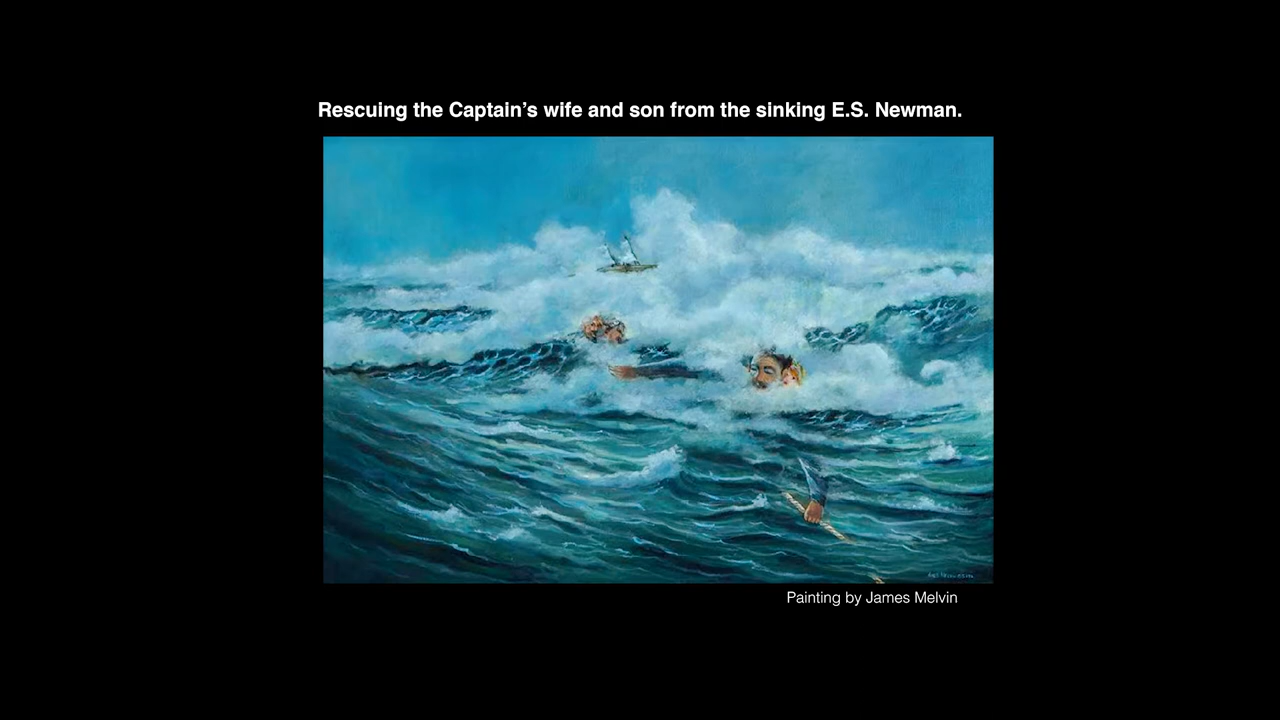 Rescuing the Captain's wife and son from the sinking E.S. Newman.
Painting by James Melvin